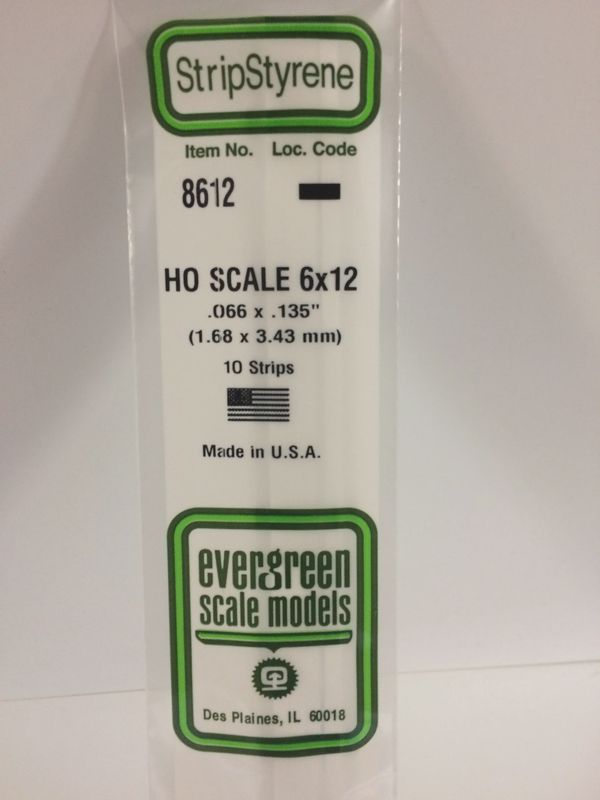 StripStyrene
Item No. Loc. Code
8612
HO SCALE 6x12
.066 x .135"
(1.68 x 3.43 mm)
10 Strips
Made in U.S.A.
evergreen
scale models
Des Plaines, IL 60018